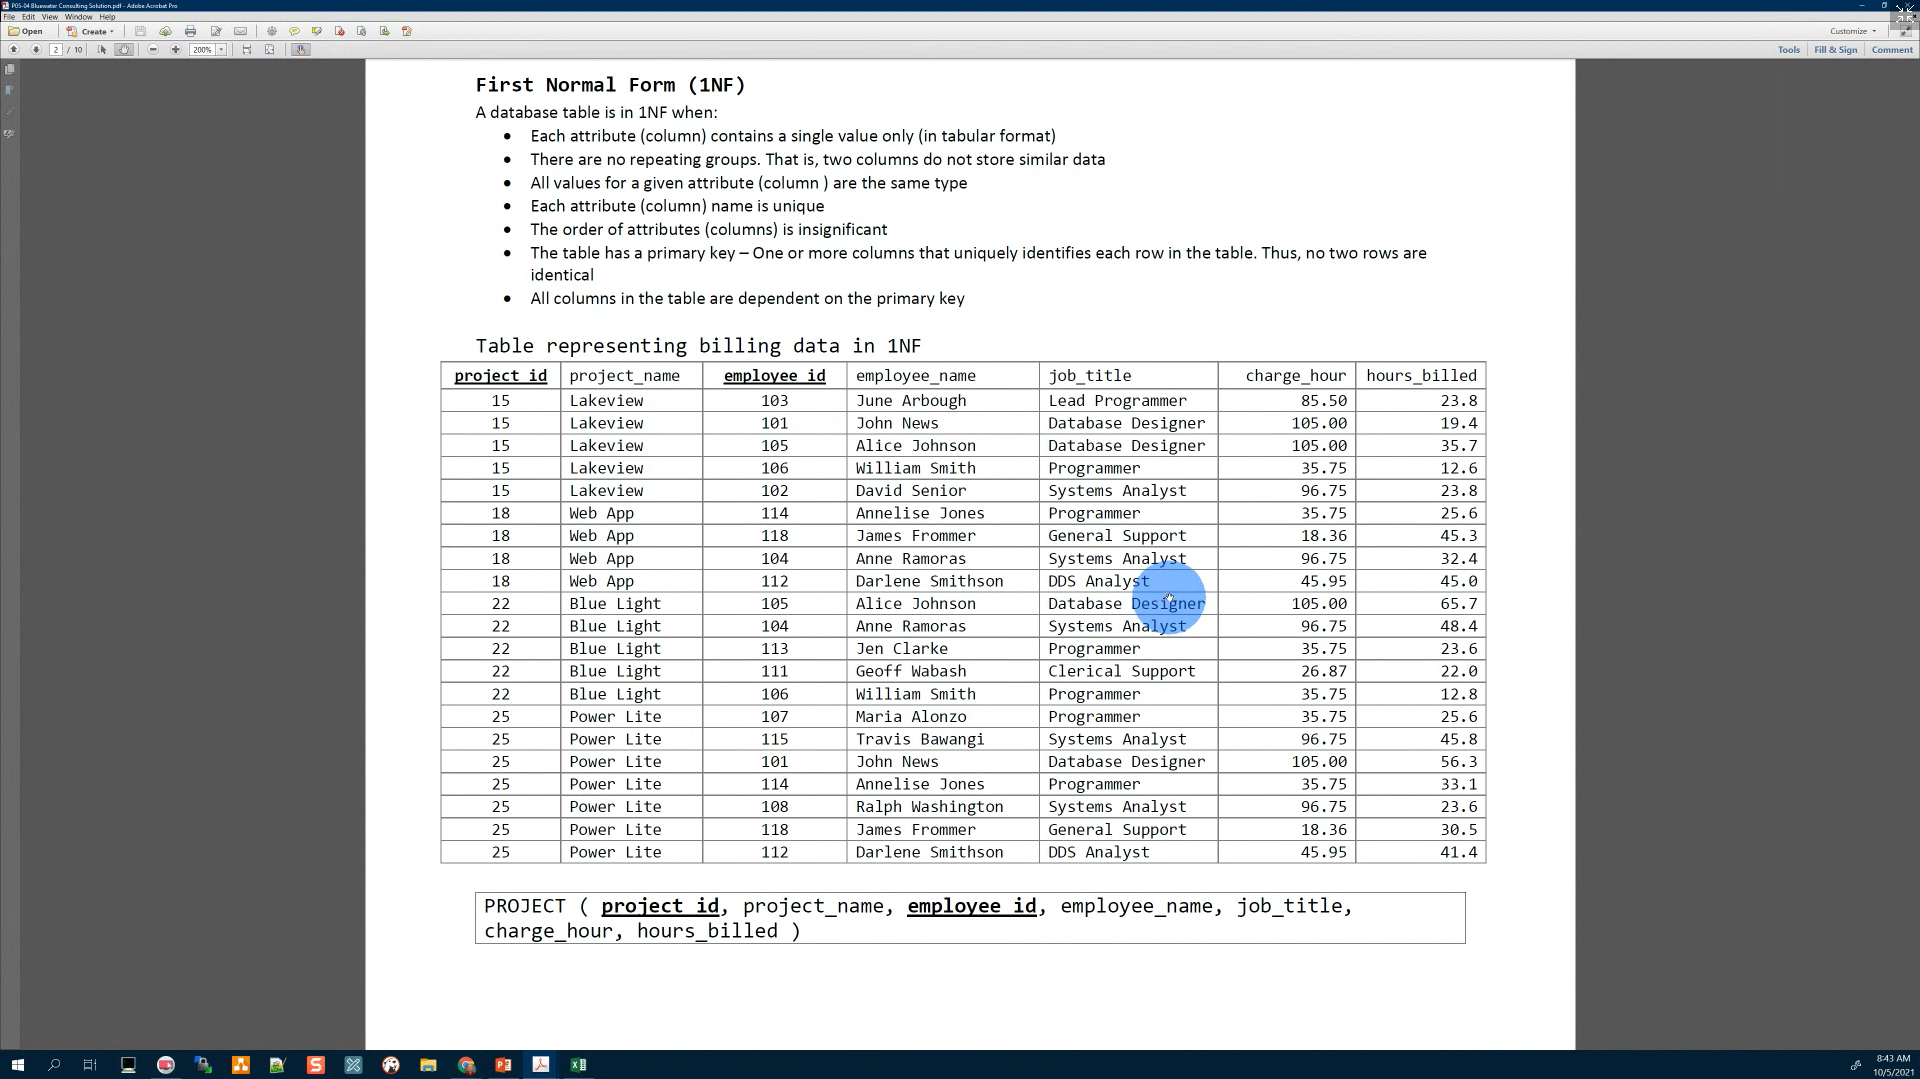 P05-04 Bluewater Consulting Solution.pdf - Adobe Acrobat Pro
File Edit View Window Help
Open Create Customize
2 / 10 200% Tools Fill & Sign Comment
First Normal Form (1NF)
A database table is in 1NF when:
• Each attribute (column) contains a single value only (in tabular format)
• There are no repeating groups. That is, two columns do not store similar data
• All values for a given attribute (column ) are the same type
• Each attribute (column) name is unique
• The order of attributes (columns) is insignificant
• The table has a primary key – One or more columns that uniquely identifies each row in the table. Thus, no two rows are
identical
• All columns in the table are dependent on the primary key
Table representing billing data in 1NF
project_id project_name employee_id employee_name job_title charge_hour hours_billed
15 Lakeview 103 June Arbough Lead Programmer 85.50 23.8
15 Lakeview 101 John News Database Designer 105.00 19.4
15 Lakeview 105 Alice Johnson Database Designer 105.00 35.7
15 Lakeview 106 William Smith Programmer 35.75 12.6
15 Lakeview 102 David Senior Systems Analyst 96.75 23.8
18 Web App 114 Annelise Jones Programmer 35.75 25.6
18 Web App 118 James Frommer General Support 18.36 45.3
18 Web App 104 Anne Ramoras Systems Analyst 96.75 32.4
18 Web App 112 Darlene Smithson DDS Analyst 45.95 45.0
22 Blue Light 105 Alice Johnson Database Designer 105.00 65.7
22 Blue Light 104 Anne Ramoras Systems Analyst 96.75 48.4
22 Blue Light 113 Jen Clarke Programmer 35.75 23.6
22 Blue Light 111 Geoff Wabash Clerical Support 26.87 22.0
22 Blue Light 106 William Smith Programmer 35.75 12.8
25 Power Lite 107 Maria Alonzo Programmer 35.75 25.6
25 Power Lite 115 Travis Bawangi Systems Analyst 96.75 45.8
25 Power Lite 101 John News Database Designer 105.00 56.3
25 Power Lite 114 Annelise Jones Programmer 35.75 33.1
25 Power Lite 108 Ralph Washington Systems Analyst 96.75 23.6
25 Power Lite 118 James Frommer General Support 18.36 30.5
25 Power Lite 112 Darlene Smithson DDS Analyst 45.95 41.4
PROJECT ( project_id, project_name, employee_id, employee_name, job_title,
charge_hour, hours_billed )
8:43 AM
10/5/2021